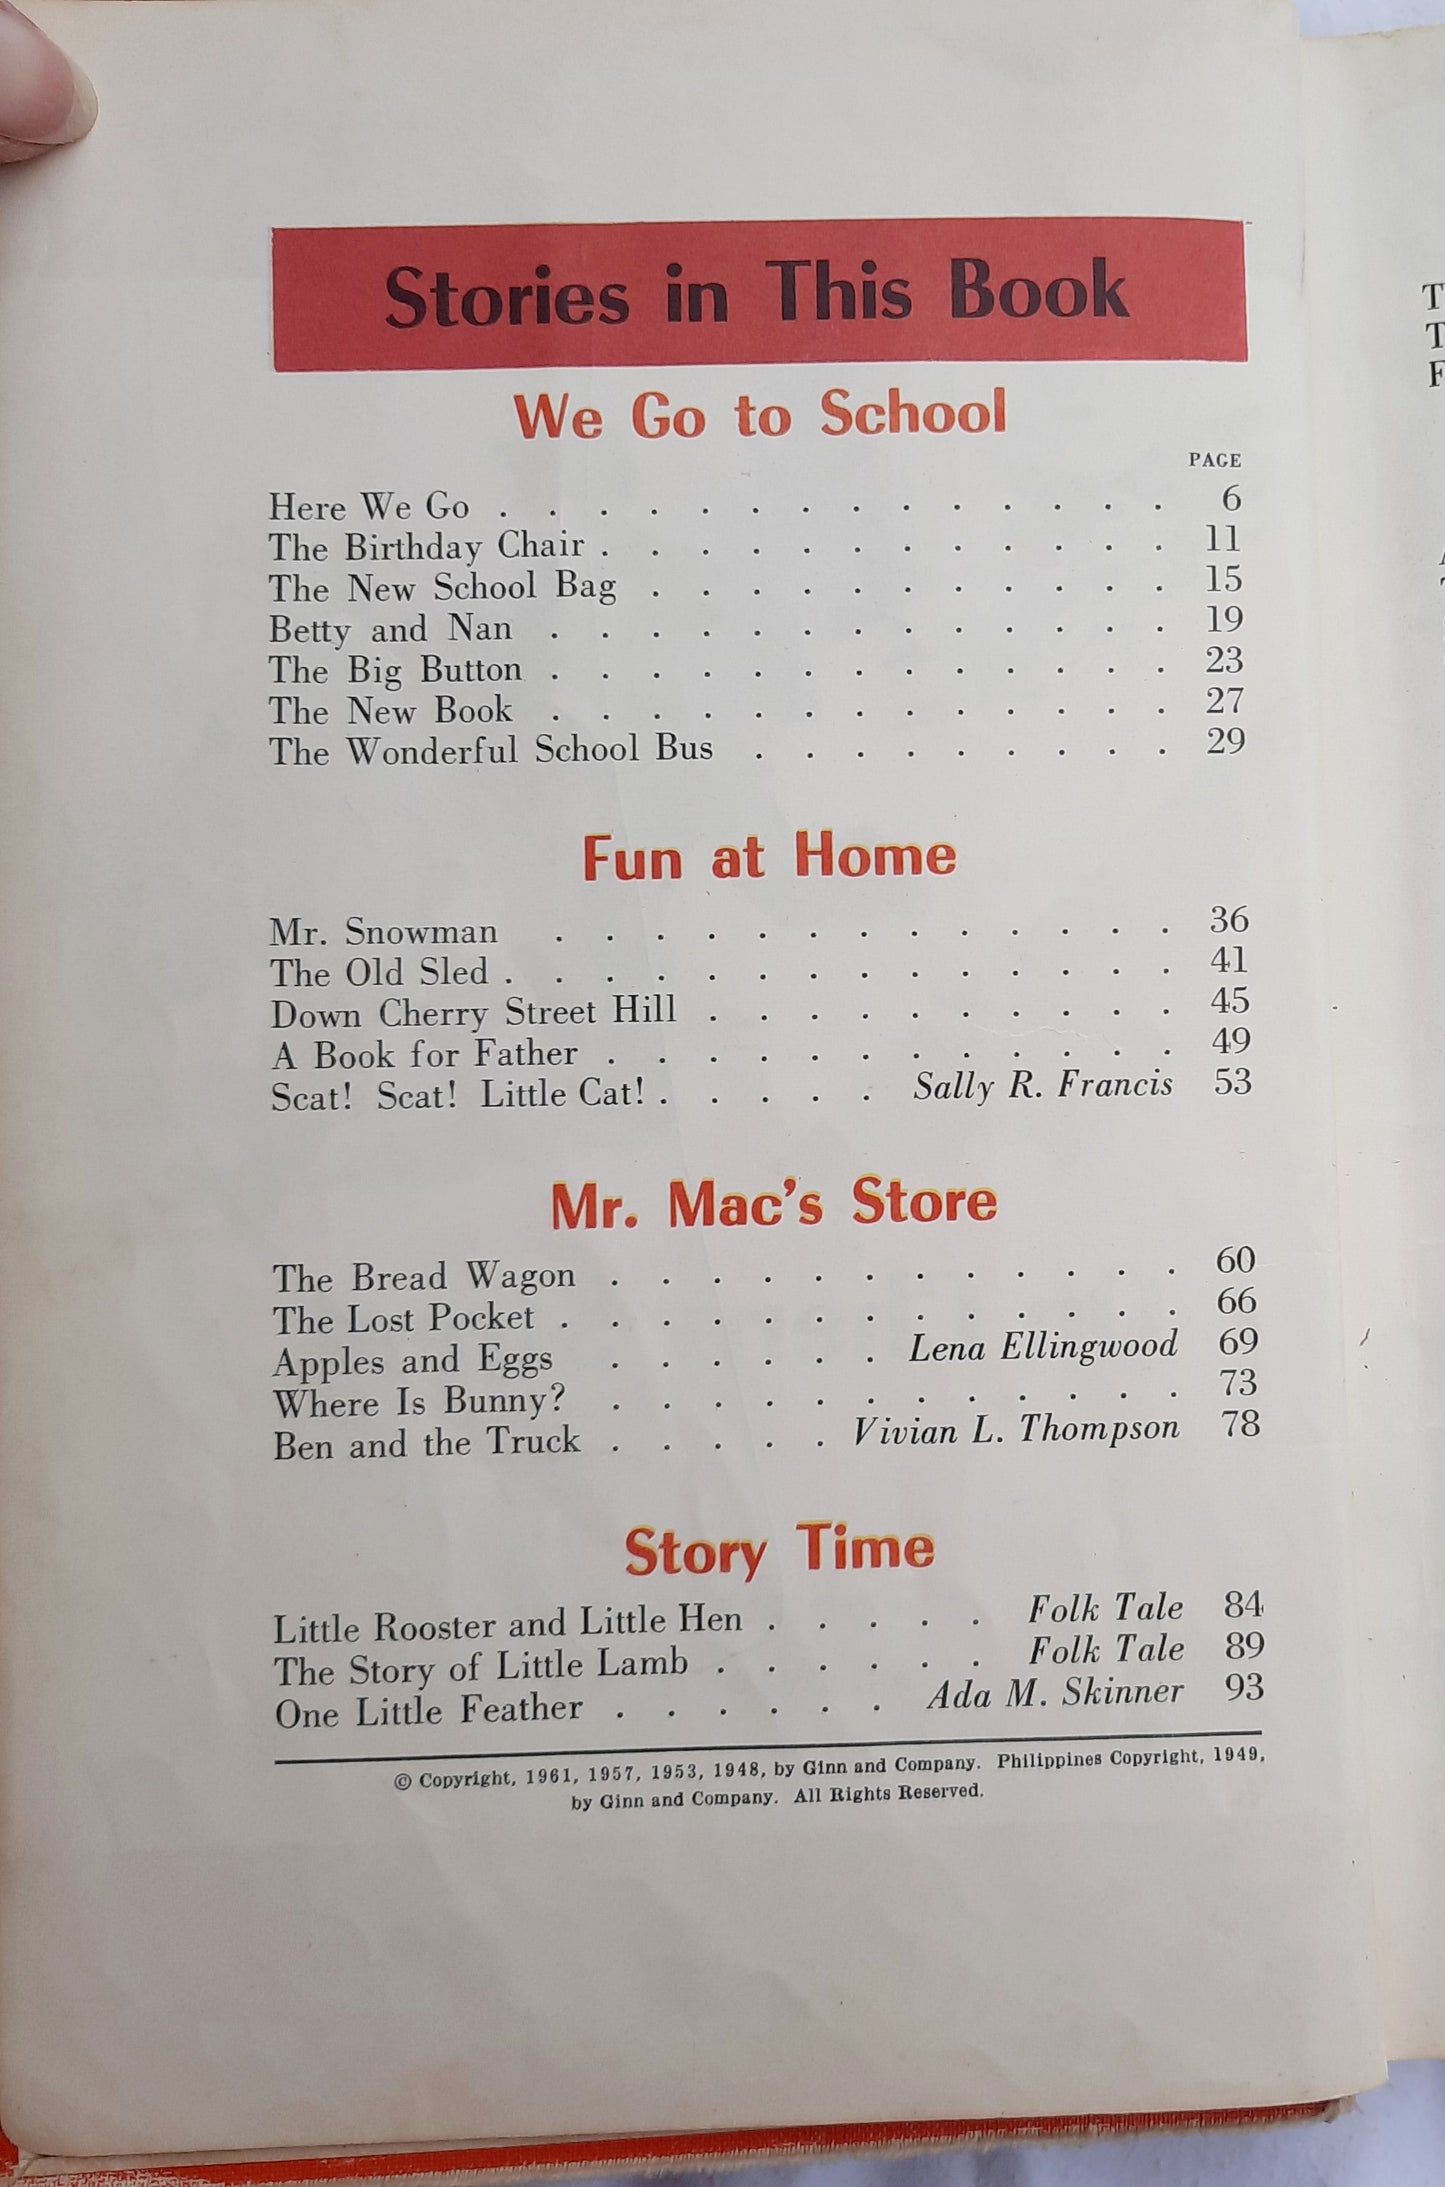 Stories in This Book
We Go to School
PAGE
Here We Go . . . . . . . . . . . . . . 6
The Birthday Chair . . . . . . . . . . . . 11
The New School Bag . . . . . . . . . . . 15
Betty and Nan . . . . . . . . . . . . . 19
The Big Button . . . . . . . . . . . . . 23
The New Book . . . . . . . . . . . . . 27
The Wonderful School Bus . . . . . . . . . 29
Fun at Home
Mr. Snowman . . . . . . . . . . . . . 36
The Old Sled . . . . . . . . . . . . . . 41
Down Cherry Street Hill . . . . . . . . . . 45
A Book for Father . . . . . . . . . . . . 49
Scat! Scat! Little Cat! . . . . . Sally R. Francis 53
Mr. Mac's Store
The Bread Wagon . . . . . . . . . . . . 60
The Lost Pocket . . . . . . . . . . . . . 66
Apples and Eggs . . . . . . Lena Ellingwood 69
Where Is Bunny? . . . . . . . . . . . . 73
Ben and the Truck . . . . . Vivian L. Thompson 78
Story Time
Little Rooster and Little Hen . . . . . Folk Tale 84
The Story of Little Lamb . . . . . . Folk Tale 89
One Little Feather . . . . . . Ada M. Skinner 93
© Copyright, 1961, 1957, 1953, 1948, by Ginn and Company. Philippines Copyright, 1949,
by Ginn and Company. All Rights Reserved.